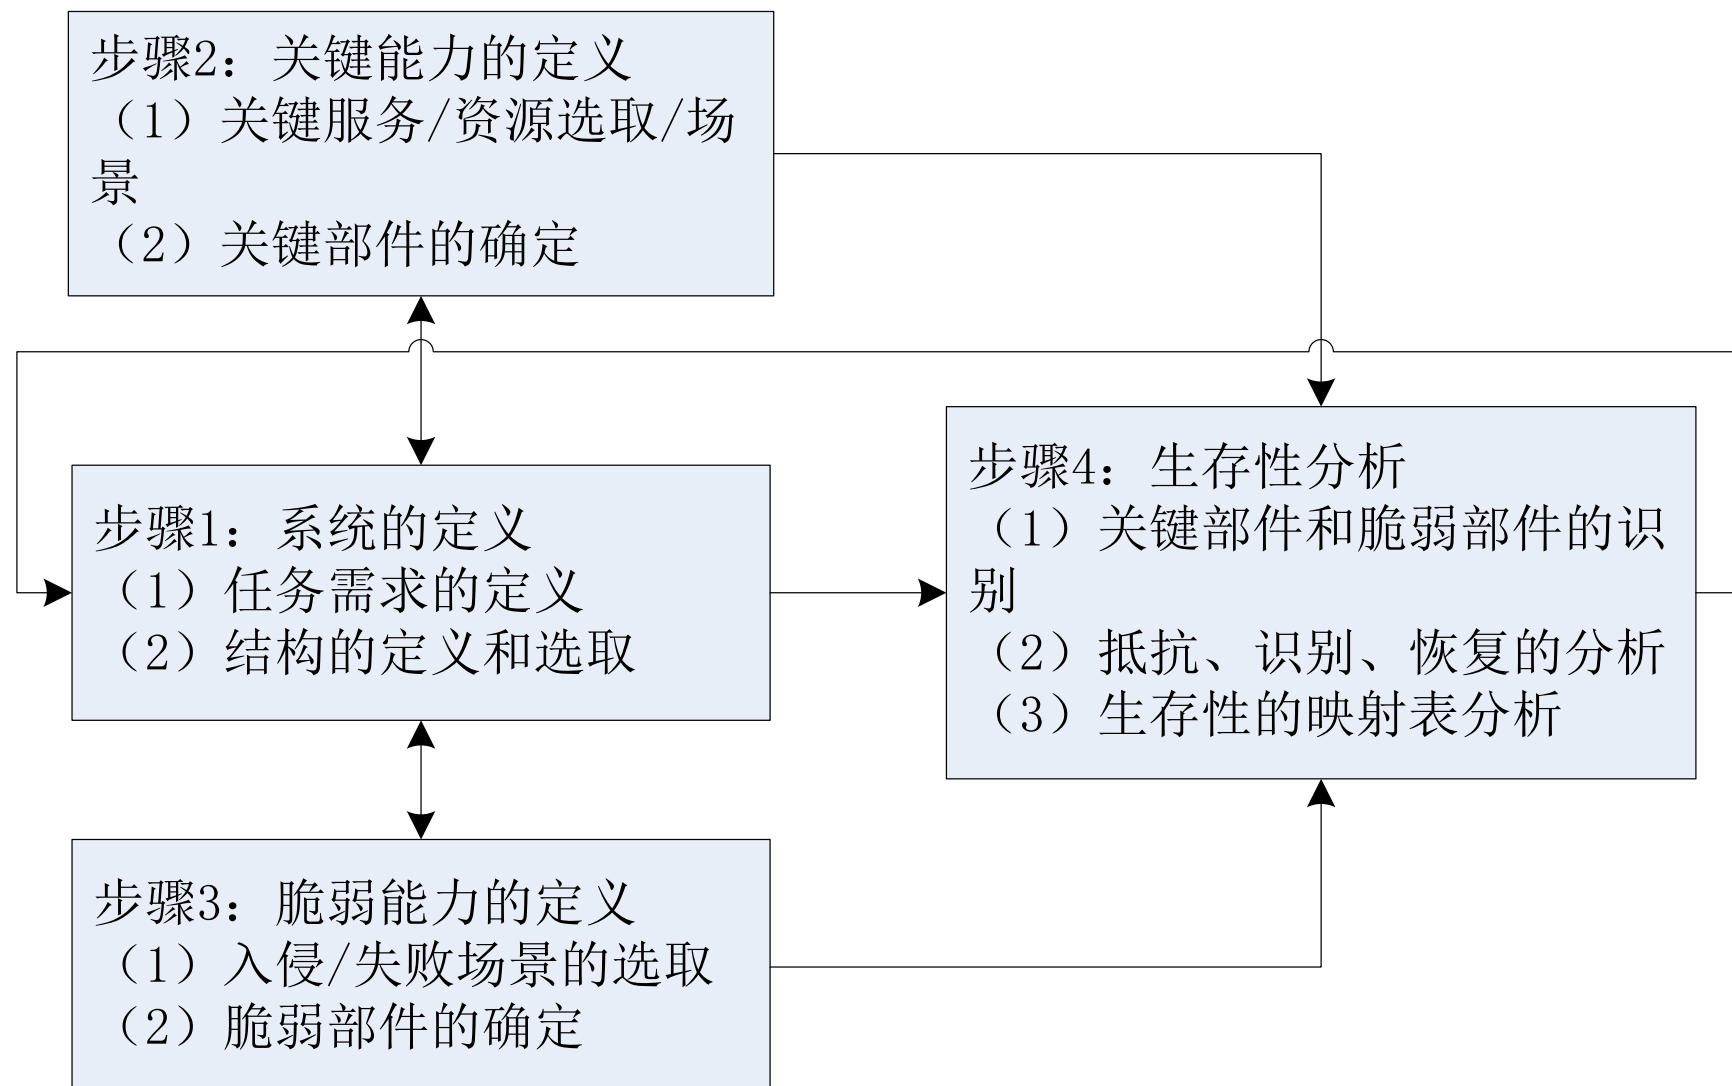 步骤2：关键能力的定义
（1）关键服务/资源选取/场
景
（2）关键部件的确定
步骤1：系统的定义
（1）任务需求的定义
（2）结构的定义和选取
步骤4：生存性分析
（1）关键部件和脆弱部件的识
别
（2）抵抗、识别、恢复的分析
（3）生存性的映射表分析
步骤3：脆弱能力的定义
（1）入侵/失败场景的选取
（2）脆弱部件的确定